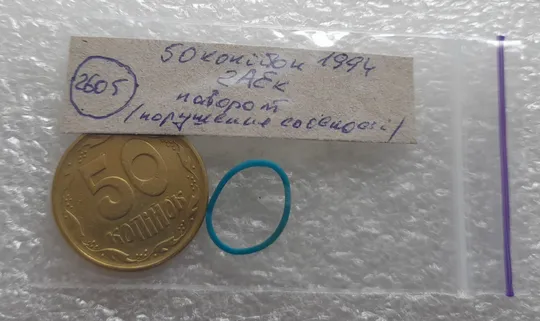 50 копійок 1994
2АЕк
2605
поворот
/порушение соосности/
50
КОПІЙОК